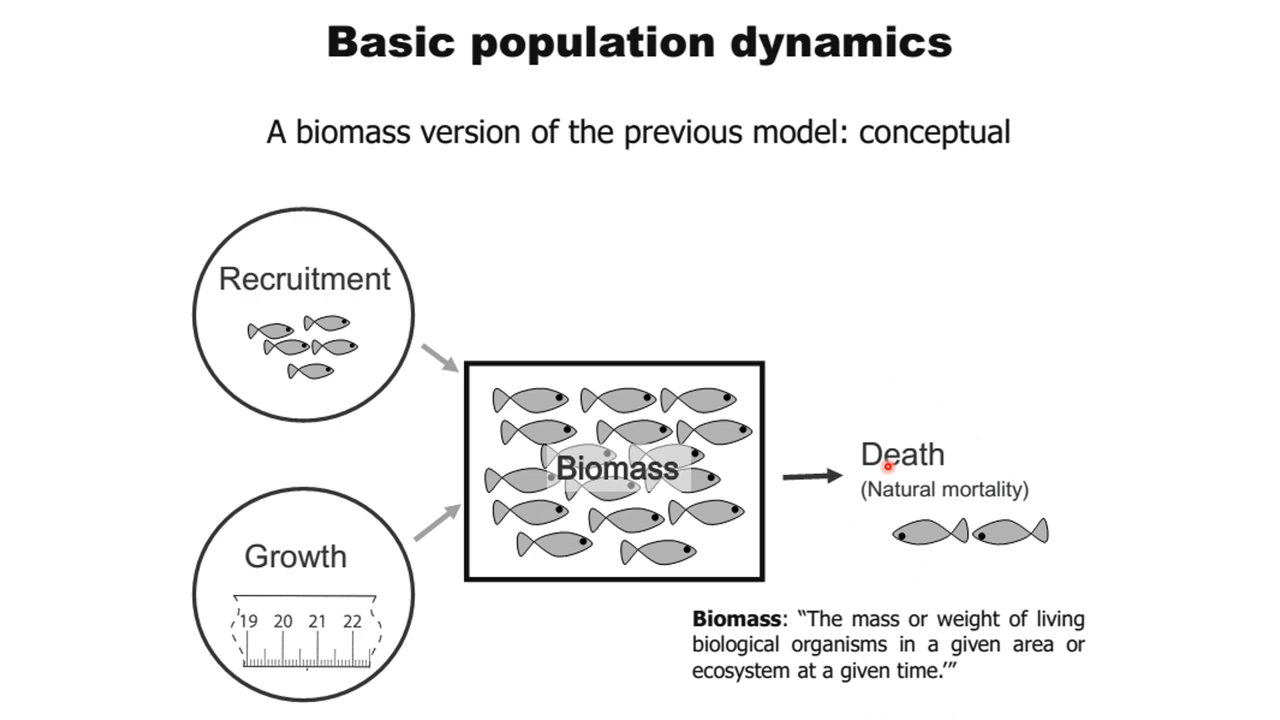 Basic population dynamics
A biomass version of the previous model: conceptual
Recruitment
Growth
19 20 21 22
Biomass
Death
(Natural mortality)
Biomass: “The mass or weight of living
biological organisms in a given area or
ecosystem at a given time.’”